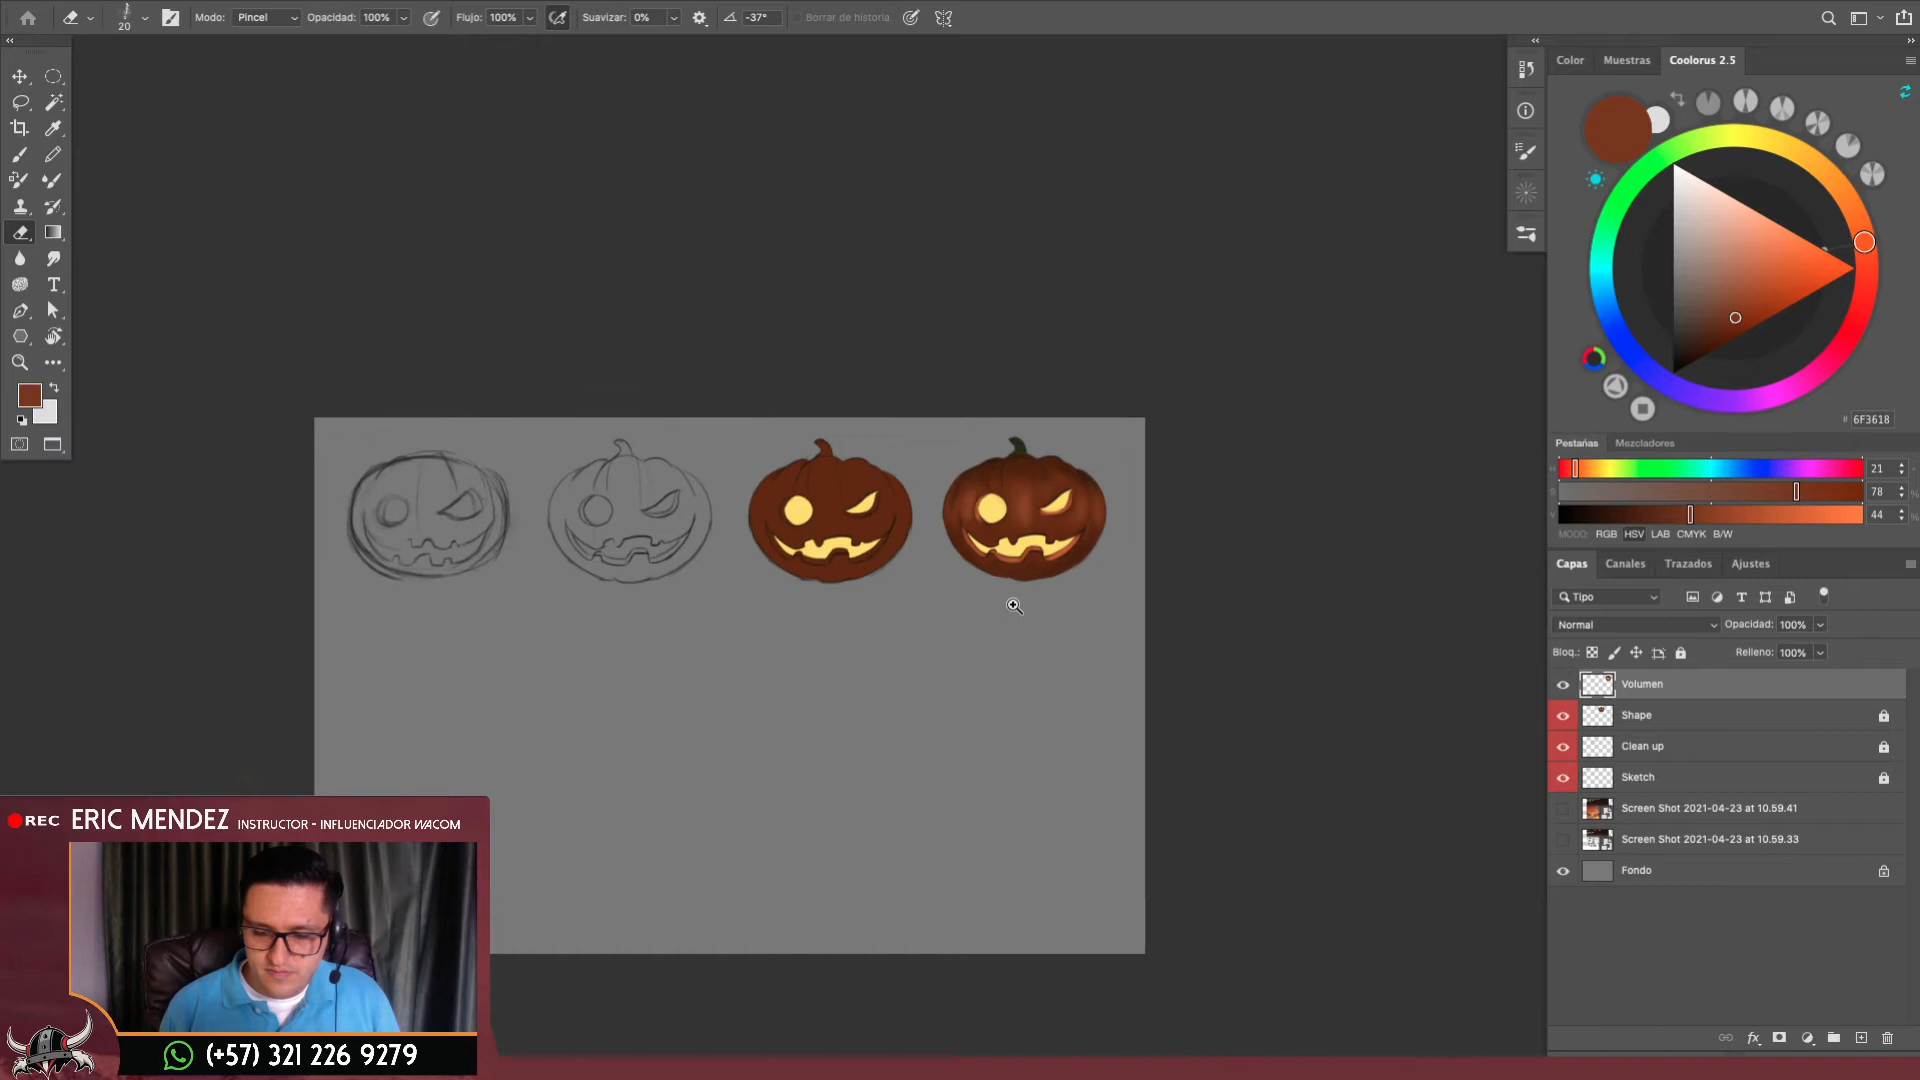 20
Modo: Pincel Opacidad: 100% Flujo: 100% Suavizar: 0% -37° Borrar de historia
Color Muestras Coolorus 2.5
# 6F3618
Pestañas Mezcladores
H 21 °
S 78 %
V 44 %
MODO: RGB HSV LAB CMYK B/W
Capas Canales Trazados Ajustes
Tipo
Normal Opacidad: 100%
Bloq.: Relleno: 100%
Volumen
Shape
Clean up
Sketch
Screen Shot 2021-04-23 at 10.59.41
Screen Shot 2021-04-23 at 10.59.33
Fondo
REC ERIC MENDEZ INSTRUCTOR - INFLUENCIADOR WACOM
(+57) 321 226 9279